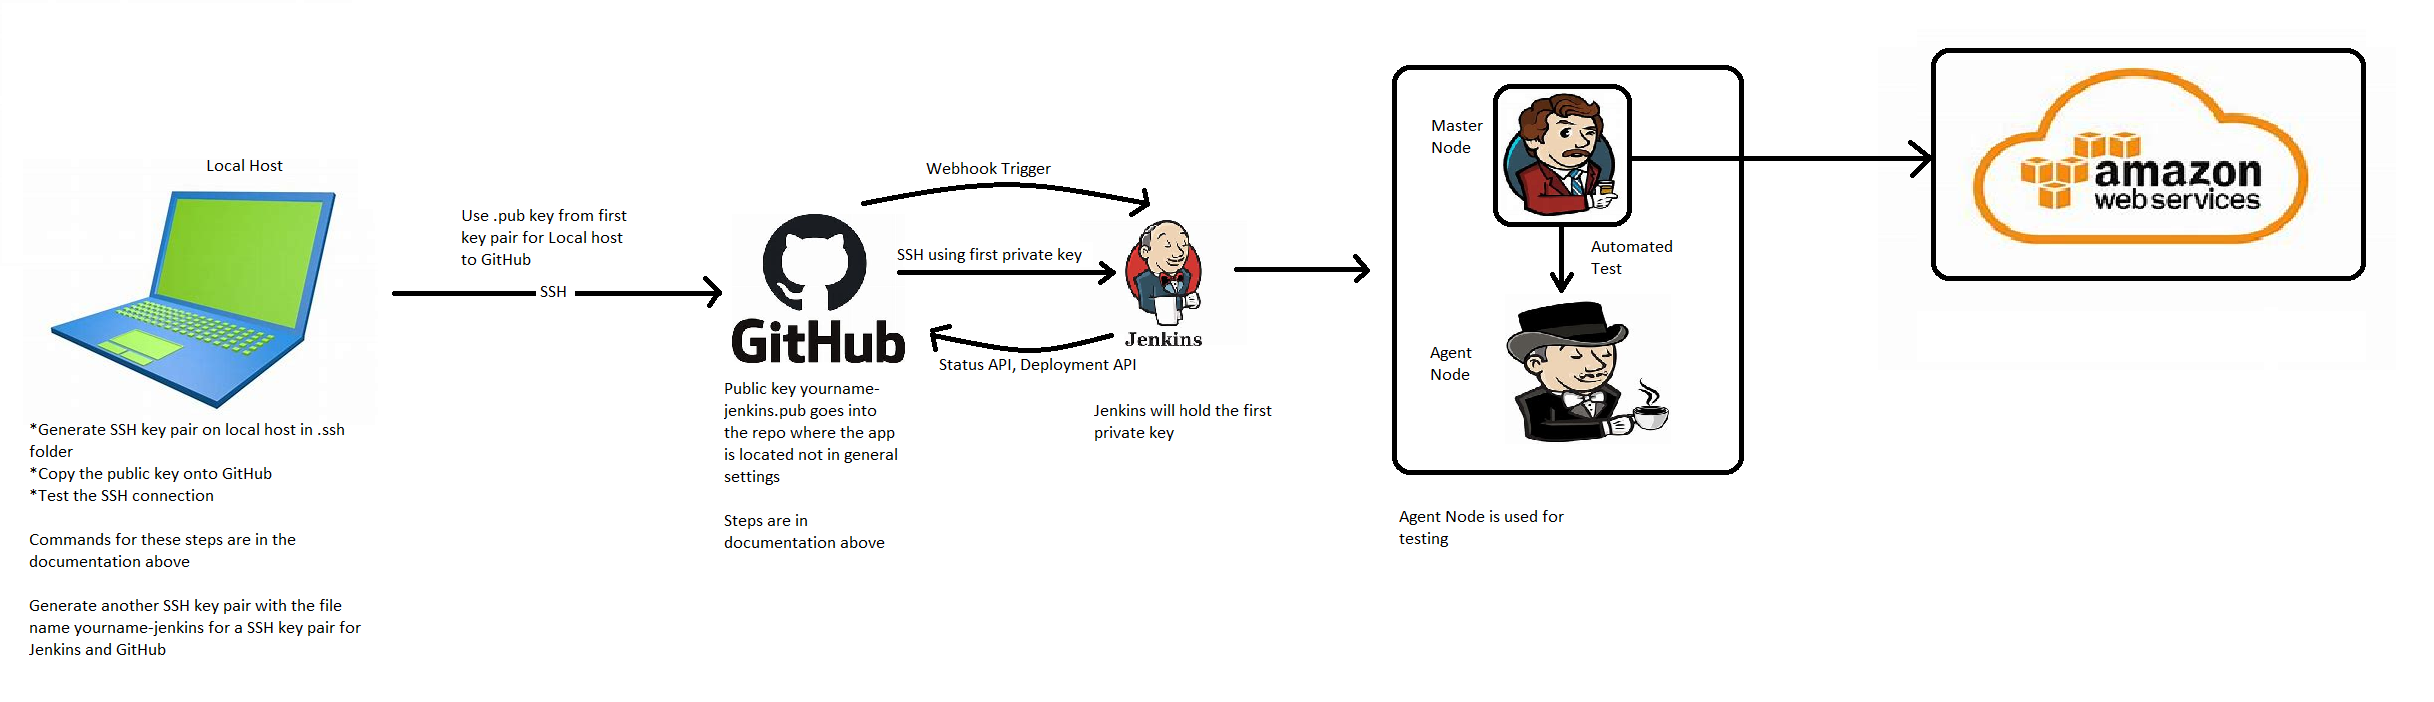 Local Host
*Generate SSH key pair on local host in .ssh
folder
*Copy the public key onto GitHub
*Test the SSH connection
Commands for these steps are in the
documentation above
Generate another SSH key pair with the file
name yourname-jenkins for a SSH key pair for
Jenkins and GitHub
Use .pub key from first
key pair for Local host
to GitHub
SSH
GitHub
Public key yourname-
jenkins.pub goes into
the repo where the app
is located not in general
settings
Steps are in
documentation above
Webhook Trigger
SSH using first private key
Status API, Deployment API
Jenkins
Jenkins will hold the first
private key
Master
Node
Automated
Test
Agent
Node
Agent Node is used for
testing
amazon
webservices